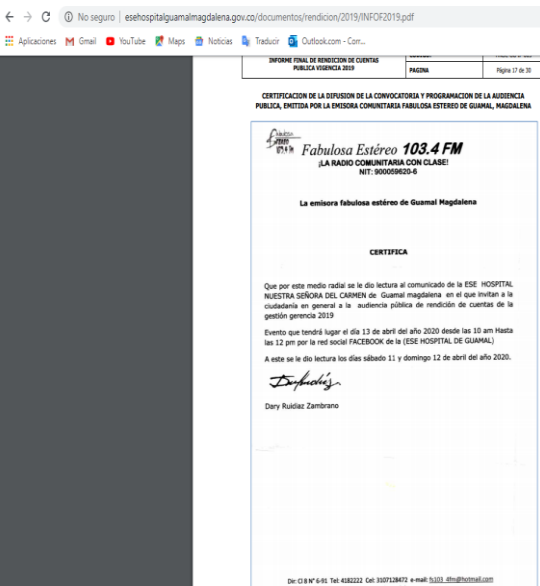 No seguro | esehospitalguamalmagdalena.gov.co/documentos/rendicion/2019/INFOF2019.pdf
Aplicaciones Gmail YouTube Maps Noticias Traducir Outlook.com - Corr...
INFORME FINAL DE RENDICION DE CUENTAS
PUBLICA VIGENCIA 2019
PAGINA Página 17 de 30
CERTIFICACION DE LA DIFUSION DE LA CONVOCATORIA Y PROGRAMACION DE LA AUDIENCIA
PUBLICA, EMITIDA POR LA EMISORA COMUNITARIA FABULOSA ESTEREO DE GUAMAL, MAGDALENA
Fabulosa Estéreo 103.4 FM
¡LA RADIO COMUNITARIA CON CLASE!
NIT: 900059620-6
La emisora fabulosa estéreo de Guamal Magdalena
CERTIFICA
Que por este medio radial se le dio lectura al comunicado de la ESE HOSPITAL
NUESTRA SEÑORA DEL CARMEN de Guamal magdalena en el que invitan a la
ciudadanía en general a la audiencia pública de rendición de cuentas de la
gestión gerencia 2019
Evento que tendrá lugar el día 13 de abril del año 2020 desde las 10 am Hasta
las 12 pm por la red social FACEBOOK de la (ESE HOSPITAL DE GUAMAL)
A este se le dio lectura los días sábado 11 y domingo 12 de abril del año 2020.
Dary Ruidiaz Zambrano
Dir: Cl 8 N° 6-91 Tel: 4182222 Cel: 3107128472 e-mail: fs103_4fm@hotmail.com